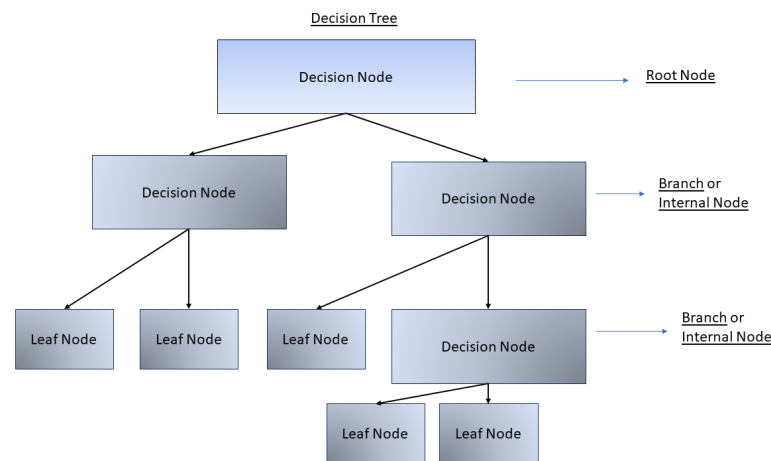 Decision Tree
Decision Node
Root Node
Decision Node
Decision Node
Branch or
Internal Node
Leaf Node
Leaf Node
Leaf Node
Decision Node
Branch or
Internal Node
Leaf Node
Leaf Node